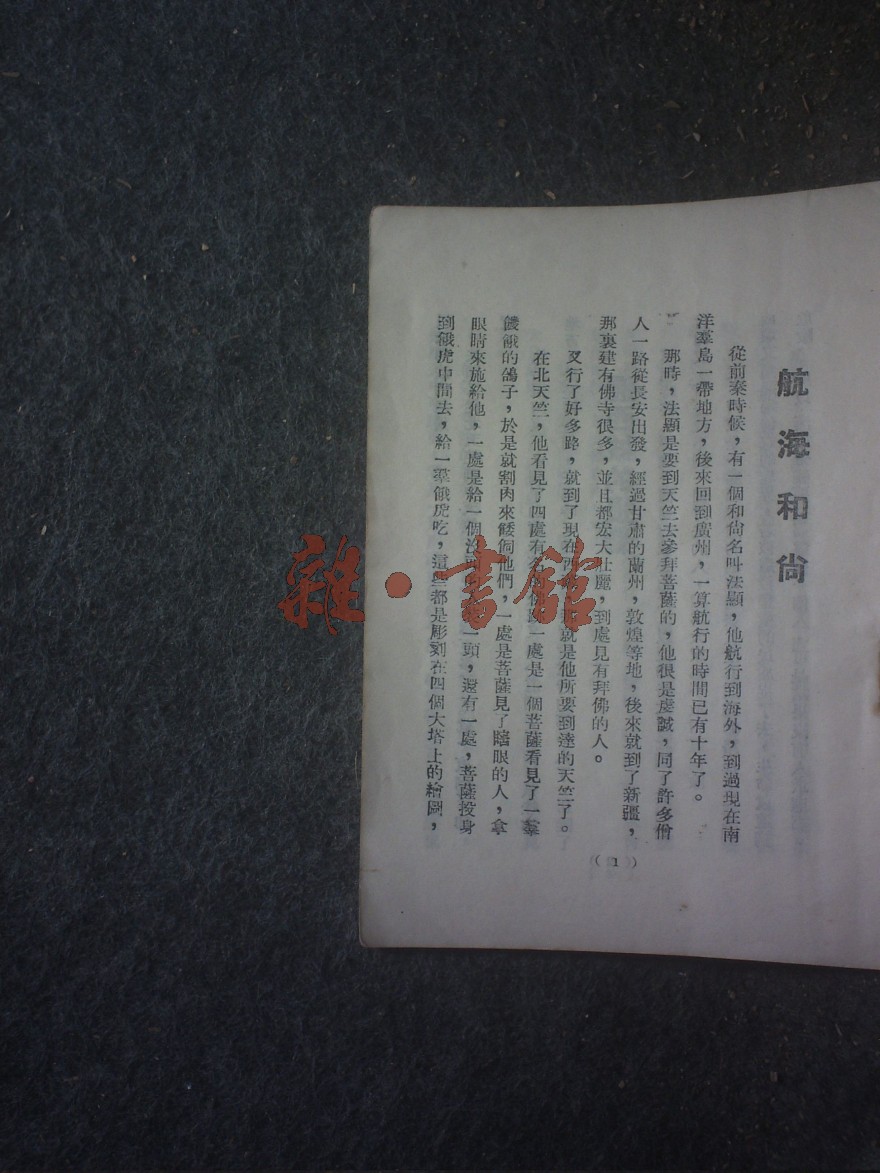 航海和尚
從前秦時候，有一個和尚名叫法顯，他航行到海外，到過現在南
洋羣島一帶地方，後來回到廣州，一算航行的時間已有十年了。
那時，法顯是要到天竺去參拜菩薩的，他很是虔誠，同了許多僧
人一路從長安出發，經過甘肅的蘭州，敦煌等地，後來就到了新疆，
那裏建有佛寺很多，並且都宏大壯麗，到處見有拜佛的人。
又行了好多路，就到了現在西就是他所要到達的天竺了。
在北天竺，他看見了四處有名的佛跡一處是一個菩薩看見了一羣
饑餓的鴿子，於是就割肉來餧飼他們，一處是菩薩見了瞎眼的人，拿
眼睛來施給他，一處是給一個沒一頭，還有一處，菩薩投身
到餓虎中間去，給一羣餓虎吃，這些都是彫刻在四個大塔上的繪圖，
( 1 )
雜·書館